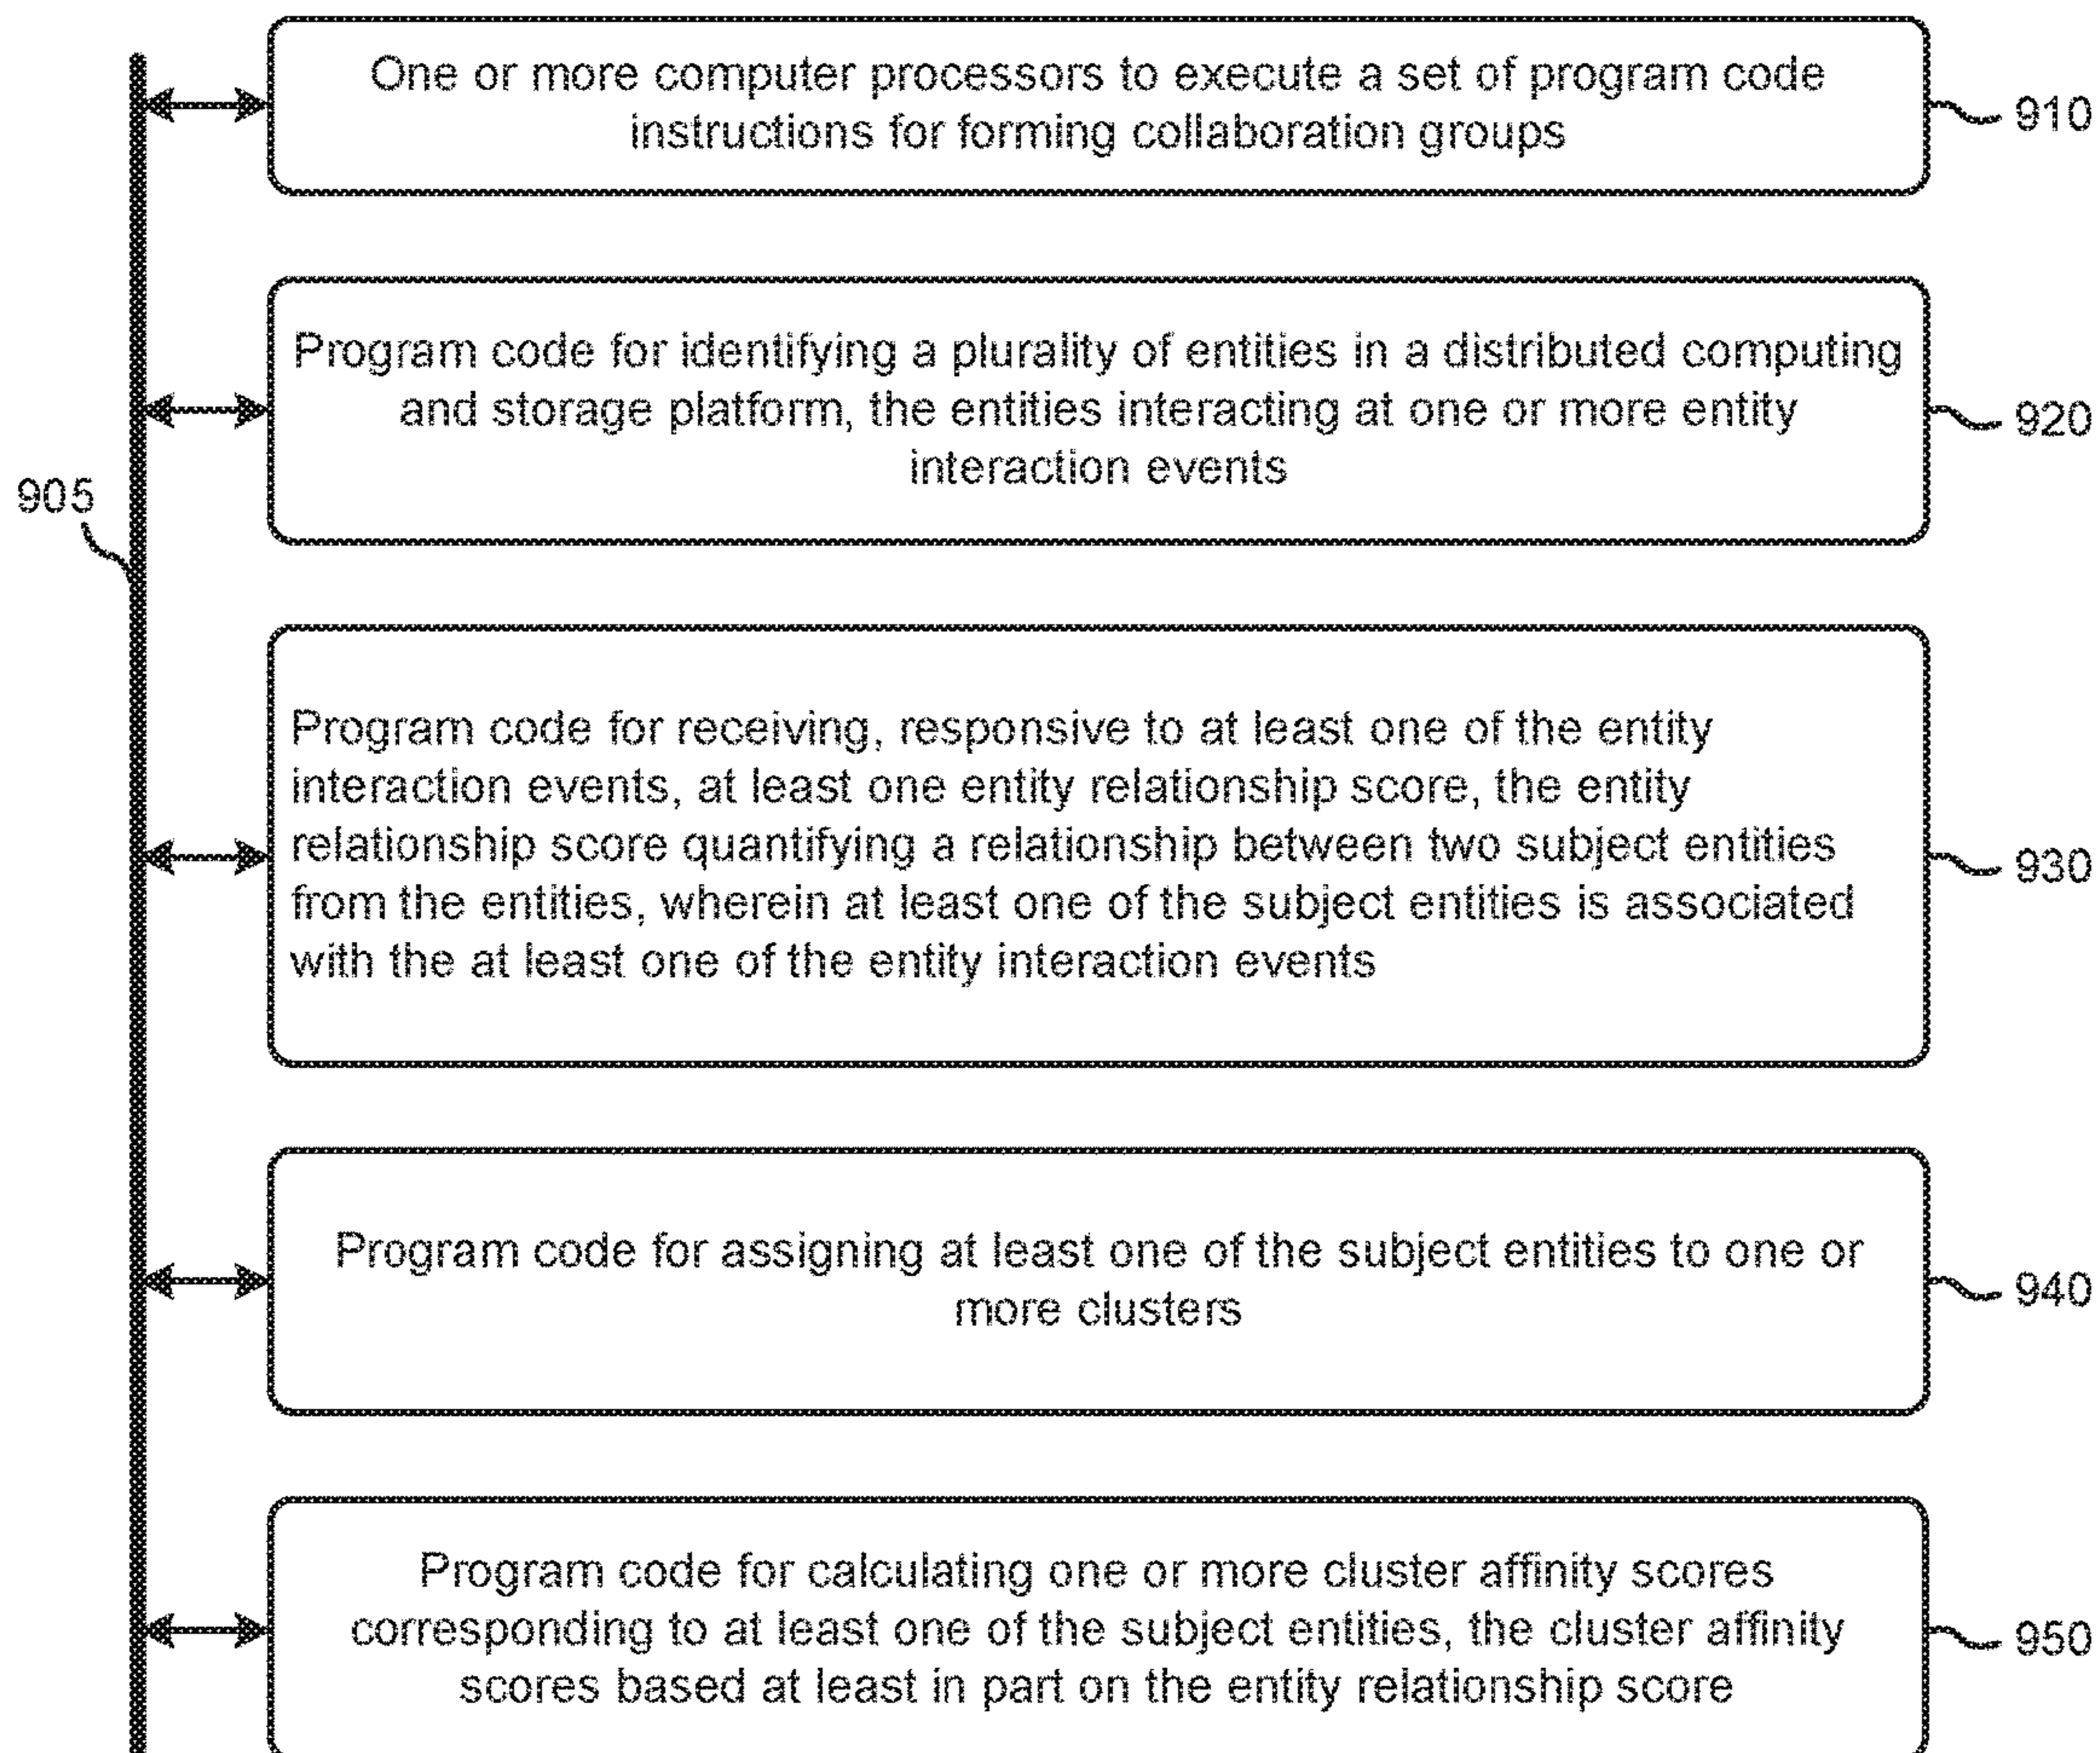 One or more computer processors to execute a set of program code
instructions for forming collaboration groups
910
Program code for identifying a plurality of entities in a distributed computing
and storage platform, the entities interacting at one or more entity
interaction events
920
905
Program code for receiving, responsive to at least one of the entity
interaction events, at least one entity relationship score, the entity
relationship score quantifying a relationship between two subject entities
from the entities, wherein at least one of the subject entities is associated
with the at least one of the entity interaction events
930
Program code for assigning at least one of the subject entities to one or
more clusters
940
Program code for calculating one or more cluster affinity scores
corresponding to at least one of the subject entities, the cluster affinity
scores based at least in part on the entity relationship score
950